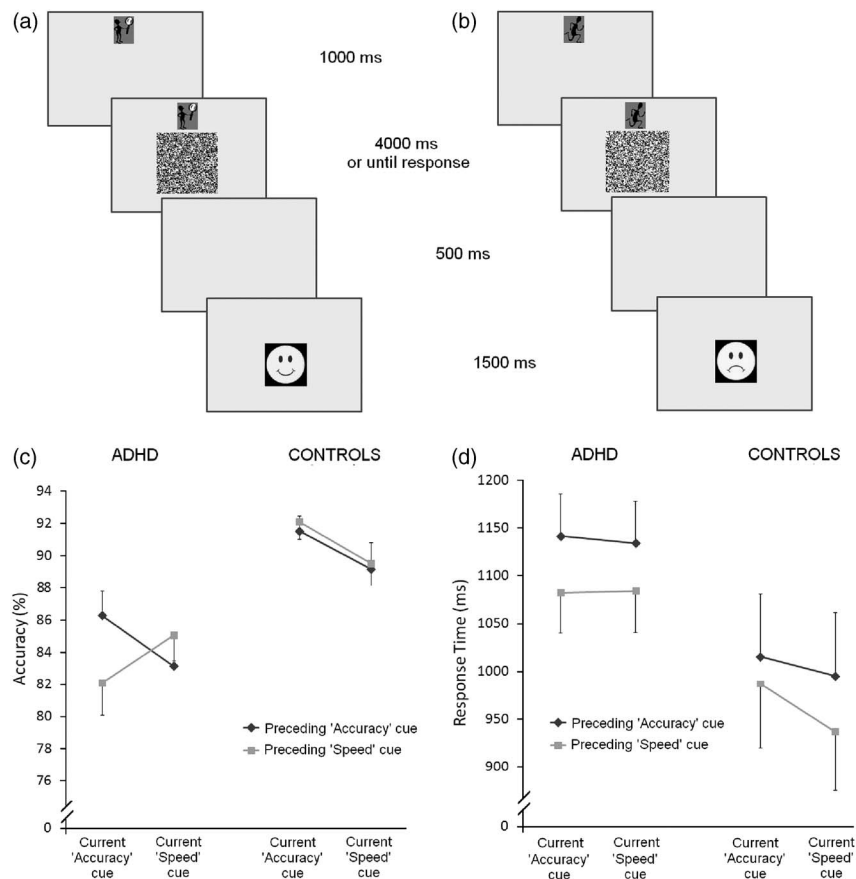 (a)
(b)
1000 ms
4000 ms
or until response
500 ms
1500 ms
(c)
ADHD
CONTROLS
94
92
90
88
86
84
82
80
78
76
0
Accuracy (%)
Preceding 'Accuracy' cue
Preceding 'Speed' cue
Current 'Accuracy' cue
Current 'Speed' cue
Current 'Accuracy' cue
Current 'Speed' cue
(d)
ADHD
CONTROLS
1200
1150
1100
1050
1000
950
900
0
Response Time (ms)
Preceding 'Accuracy' cue
Preceding 'Speed' cue
Current 'Accuracy' cue
Current 'Speed' cue
Current 'Accuracy' cue
Current 'Speed' cue